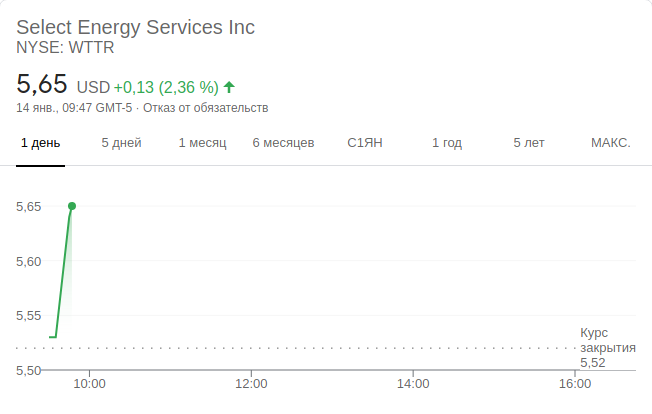 Select Energy Services Inc
NYSE: WTTR
5,65 USD +0,13 (2,36 %)
14 янв., 09:47 GMT-5 · Отказ от обязательств
1 день 5 дней 1 месяц 6 месяцев С1ЯН 1 год 5 лет МАКС.
5,65
5,60
5,55
5,50
Курс
закрытия
5,52
10:00 12:00 14:00 16:00